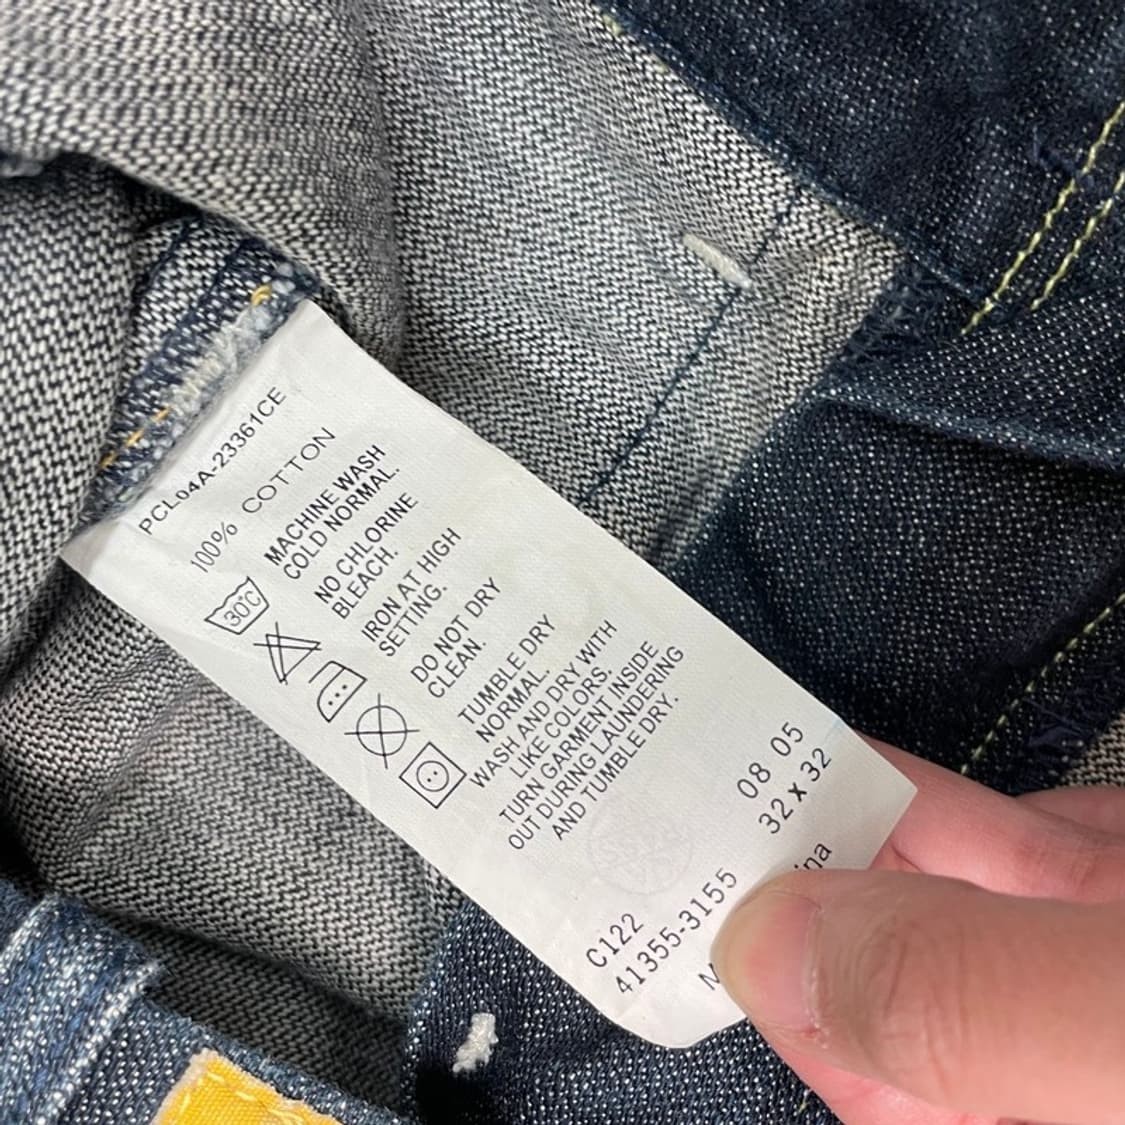 PCL04A-23361CE
100% COTTON
30°C
MACHINE WASH
COLD NORMAL.
NO CHLORINE
BLEACH.
IRON AT HIGH
SETTING.
DO NOT DRY
CLEAN.
TUMBLE DRY
NORMAL.
WASH AND DRY WITH
LIKE COLORS.
TURN GARMENT INSIDE
OUT DURING LAUNDERING
AND TUMBLE DRY.
C122 08 05
41355-3155 32 x 32